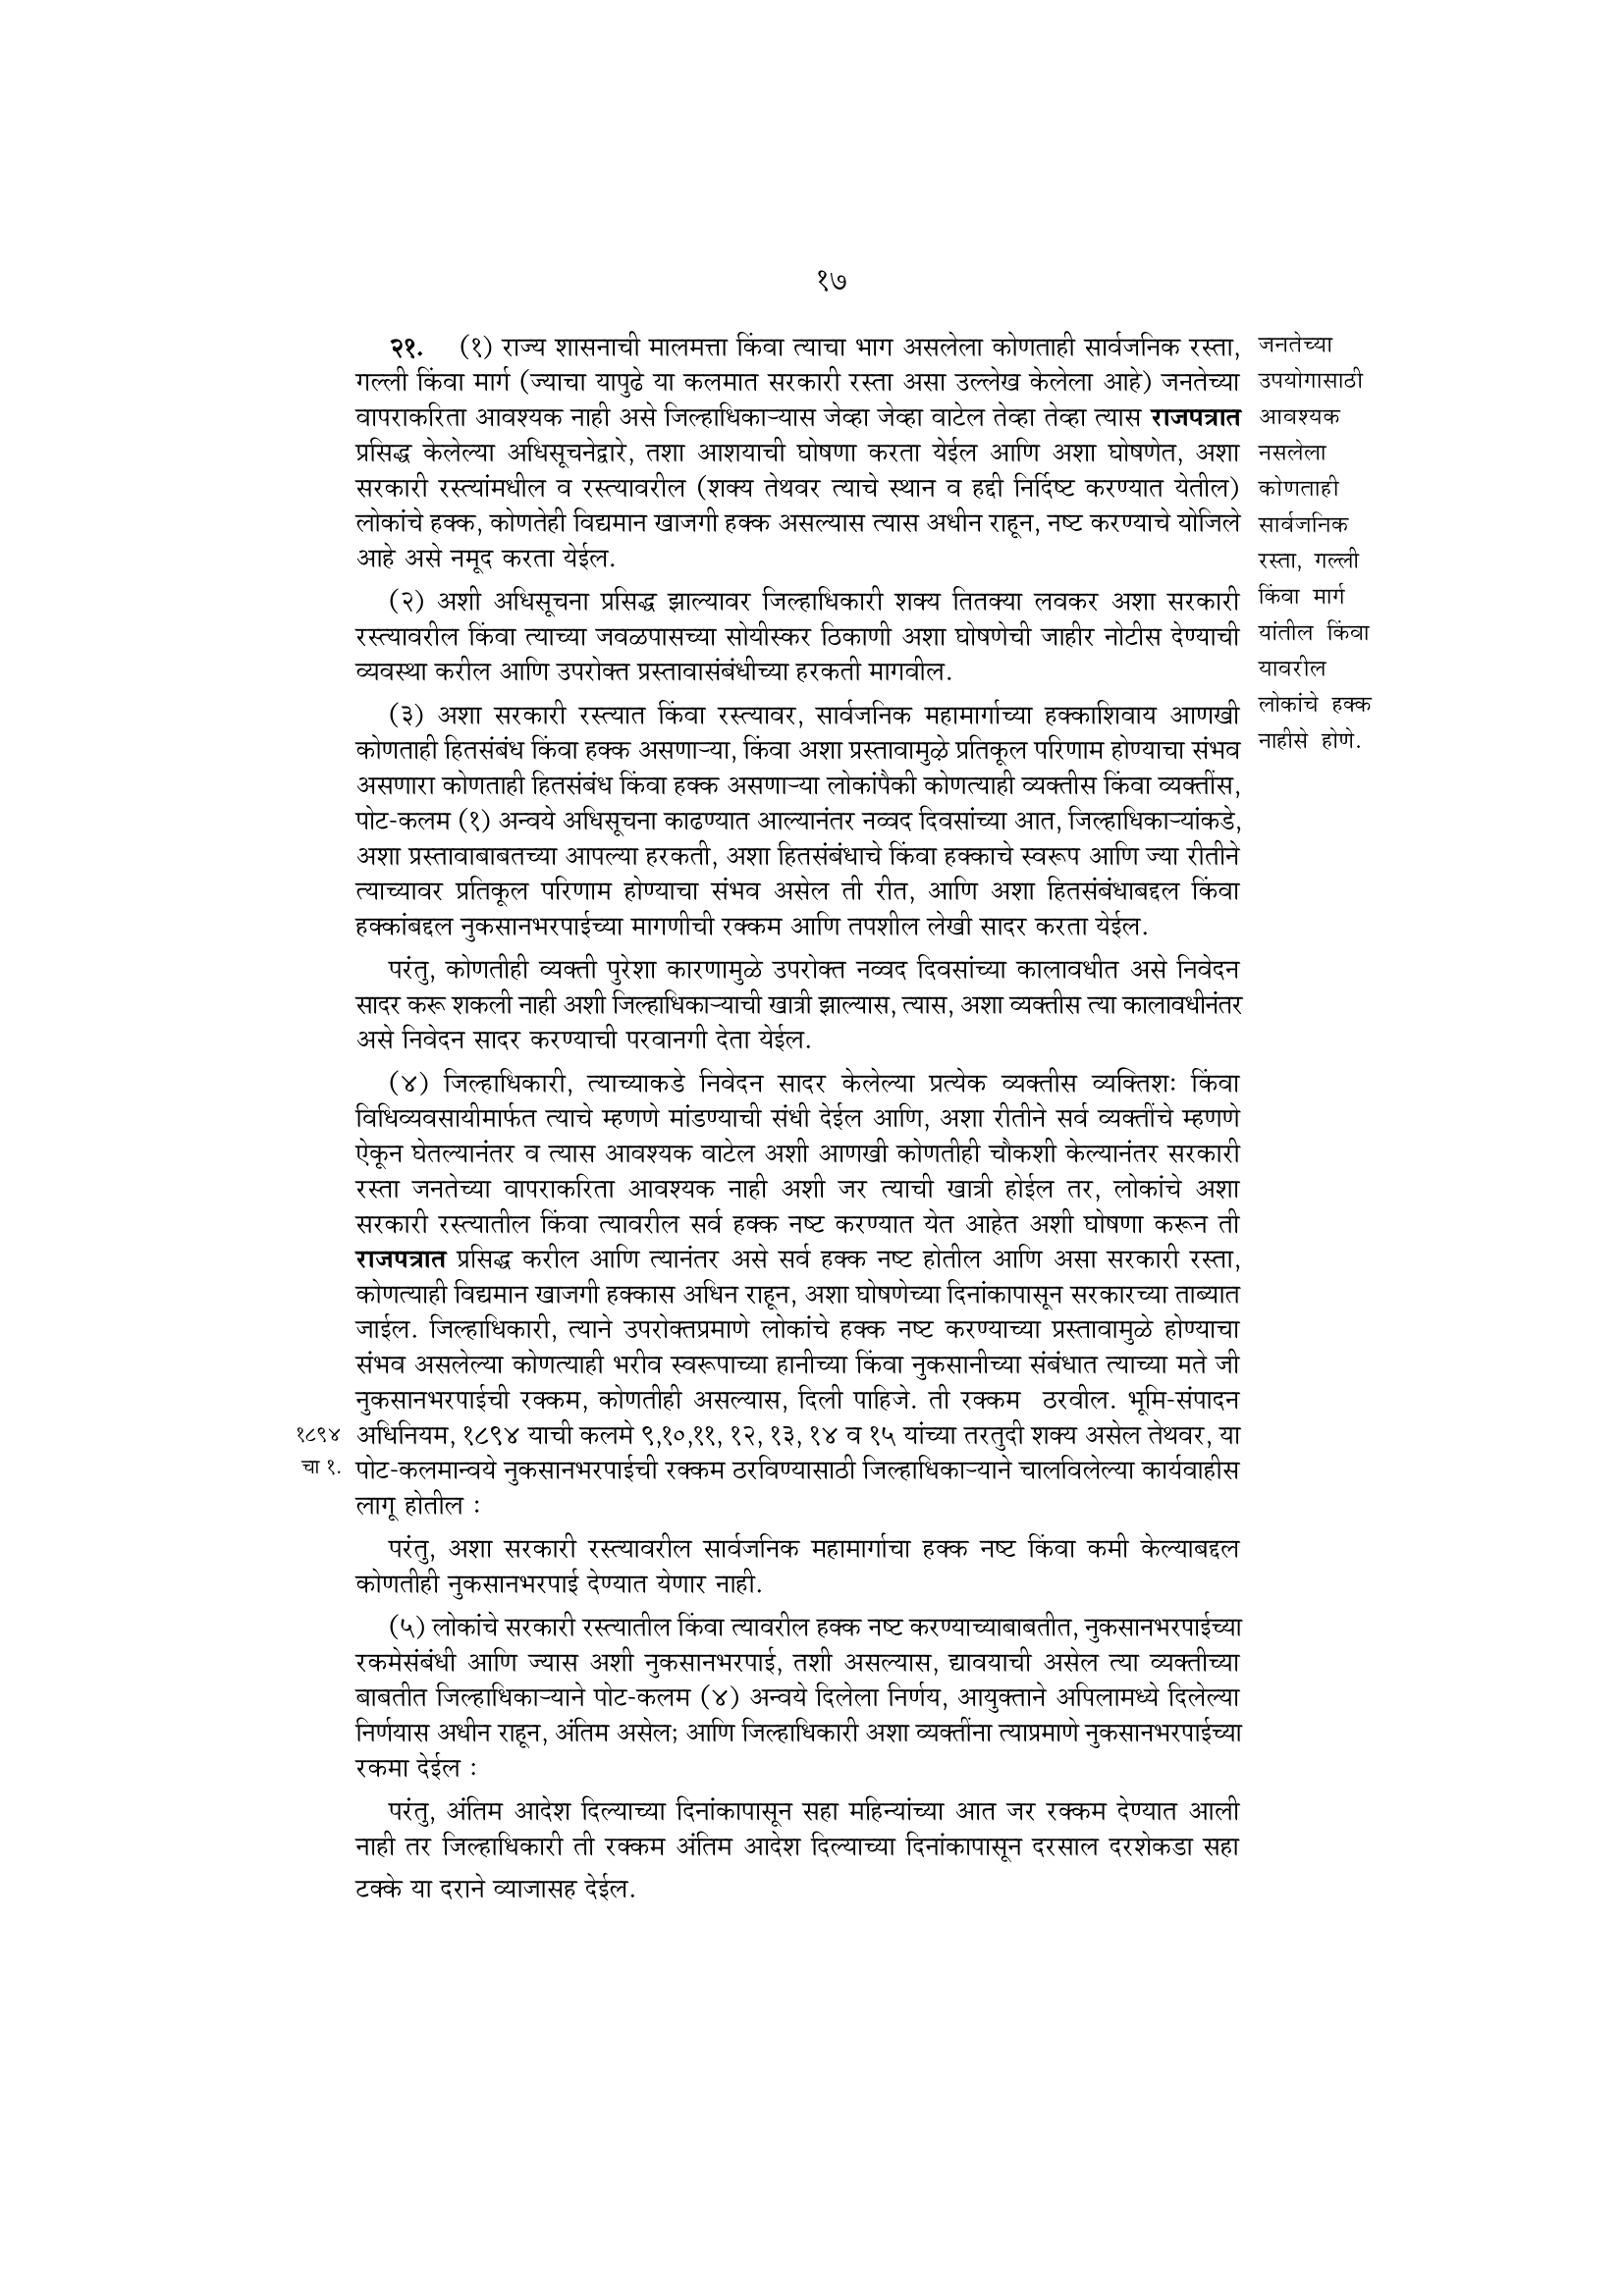 १७
२१. (१) राज्य शासनाची मालमत्ता किंवा त्याचा भाग असलेला कोणताही सार्वजनिक रस्ता,
गल्ली किंवा मार्ग (ज्याचा यापुढे या कलमात सरकारी रस्ता असा उल्लेख केलेला आहे) जनतेच्या
वापराकरिता आवश्यक नाही असे जिल्हाधिकाऱ्यास जेव्हा जेव्हा वाटेल तेव्हा तेव्हा त्यास राजपत्रात
प्रसिद्ध केलेल्या अधिसूचनेद्वारे, तशा आशयाची घोषणा करता येईल आणि अशा घोषणेत, अशा
सरकारी रस्त्यांमधील व रस्त्यावरील (शक्य तेथवर त्याचे स्थान व हद्दी निर्दिष्ट करण्यात येतील)
लोकांचे हक्क, कोणतेही विद्यमान खाजगी हक्क असल्यास त्यास अधीन राहून, नष्ट करण्याचे योजिले
आहे असे नमूद करता येईल.
जनतेच्या
उपयोगासाठी
आवश्यक
नसलेला
कोणताही
सार्वजनिक
रस्ता, गल्ली
किंवा मार्ग
यांतील किंवा
यावरील
लोकांचे हक्क
नाहीसे होणे.
(२) अशी अधिसूचना प्रसिद्ध झाल्यावर जिल्हाधिकारी शक्य तितक्या लवकर अशा सरकारी
रस्त्यावरील किंवा त्याच्या जवळपासच्या सोयीस्कर ठिकाणी अशा घोषणेची जाहीर नोटीस देण्याची
व्यवस्था करील आणि उपरोक्त प्रस्तावासंबंधीच्या हरकती मागवील.
(३) अशा सरकारी रस्त्यात किंवा रस्त्यावर, सार्वजनिक महामार्गाच्या हक्काशिवाय आणखी
कोणताही हितसंबंध किंवा हक्क असणाऱ्या, किंवा अशा प्रस्तावामुळे प्रतिकूल परिणाम होण्याचा संभव
असणारा कोणताही हितसंबंध किंवा हक्क असणाऱ्या लोकांपैकी कोणत्याही व्यक्तीस किंवा व्यक्तींस,
पोट-कलम (१) अन्वये अधिसूचना काढण्यात आल्यानंतर नव्वद दिवसांच्या आत, जिल्हाधिकाऱ्यांकडे,
अशा प्रस्तावाबाबतच्या आपल्या हरकती, अशा हितसंबंधाचे किंवा हक्काचे स्वरूप आणि ज्या रीतीने
त्याच्यावर प्रतिकूल परिणाम होण्याचा संभव असेल ती रीत, आणि अशा हितसंबंधाबद्दल किंवा
हक्कांबद्दल नुकसानभरपाईच्या मागणीची रक्कम आणि तपशील लेखी सादर करता येईल.
परंतु, कोणतीही व्यक्ती पुरेशा कारणामुळे उपरोक्त नव्वद दिवसांच्या कालावधीत असे निवेदन
सादर करू शकली नाही अशी जिल्हाधिकाऱ्याची खात्री झाल्यास, त्यास, अशा व्यक्तीस त्या कालावधीनंतर
असे निवेदन सादर करण्याची परवानगी देता येईल.
(४) जिल्हाधिकारी, त्याच्याकडे निवेदन सादर केलेल्या प्रत्येक व्यक्तीस व्यक्तिशः किंवा
विधिव्यवसायीमार्फत त्याचे म्हणणे मांडण्याची संधी देईल आणि, अशा रीतीने सर्व व्यक्तींचे म्हणणे
ऐकून घेतल्यानंतर व त्यास आवश्यक वाटेल अशी आणखी कोणतीही चौकशी केल्यानंतर सरकारी
रस्ता जनतेच्या वापराकरिता आवश्यक नाही अशी जर त्याची खात्री होईल तर, लोकांचे अशा
सरकारी रस्त्यातील किंवा त्यावरील सर्व हक्क नष्ट करण्यात येत आहेत अशी घोषणा करून ती
राजपत्रात प्रसिद्ध करील आणि त्यानंतर असे सर्व हक्क नष्ट होतील आणि असा सरकारी रस्ता,
कोणत्याही विद्यमान खाजगी हक्कास अधिन राहून, अशा घोषणेच्या दिनांकापासून सरकारच्या ताब्यात
जाईल. जिल्हाधिकारी, त्याने उपरोक्तप्रमाणे लोकांचे हक्क नष्ट करण्याच्या प्रस्तावामुळे होण्याचा
संभव असलेल्या कोणत्याही भरीव स्वरूपाच्या हानीच्या किंवा नुकसानीच्या संबंधात त्याच्या मते जी
नुकसानभरपाईची रक्कम, कोणतीही असल्यास, दिली पाहिजे. ती रक्कम ठरवील. भूमि-संपादन
१८९४ अधिनियम, १८९४ याची कलमे ९,१०,११, १२, १३, १४ व १५ यांच्या तरतुदी शक्य असेल तेथवर, या
चा १. पोट-कलमान्वये नुकसानभरपाईची रक्कम ठरविण्यासाठी जिल्हाधिकाऱ्याने चालविलेल्या कार्यवाहीस
लागू होतील :
परंतु, अशा सरकारी रस्त्यावरील सार्वजनिक महामार्गाचा हक्क नष्ट किंवा कमी केल्याबद्दल
कोणतीही नुकसानभरपाई देण्यात येणार नाही.
(५) लोकांचे सरकारी रस्त्यातील किंवा त्यावरील हक्क नष्ट करण्याच्याबाबतीत, नुकसानभरपाईच्या
रकमेसंबंधी आणि ज्यास अशी नुकसानभरपाई, तशी असल्यास, द्यावयाची असेल त्या व्यक्तीच्या
बाबतीत जिल्हाधिकाऱ्याने पोट-कलम (४) अन्वये दिलेला निर्णय, आयुक्ताने अपिलामध्ये दिलेल्या
निर्णयास अधीन राहून, अंतिम असेल; आणि जिल्हाधिकारी अशा व्यक्तींना त्याप्रमाणे नुकसानभरपाईच्या
रकमा देईल :
परंतु, अंतिम आदेश दिल्याच्या दिनांकापासून सहा महिन्यांच्या आत जर रक्कम देण्यात आली
नाही तर जिल्हाधिकारी ती रक्कम अंतिम आदेश दिल्याच्या दिनांकापासून दरसाल दरशेकडा सहा
टक्के या दराने व्याजासह देईल.